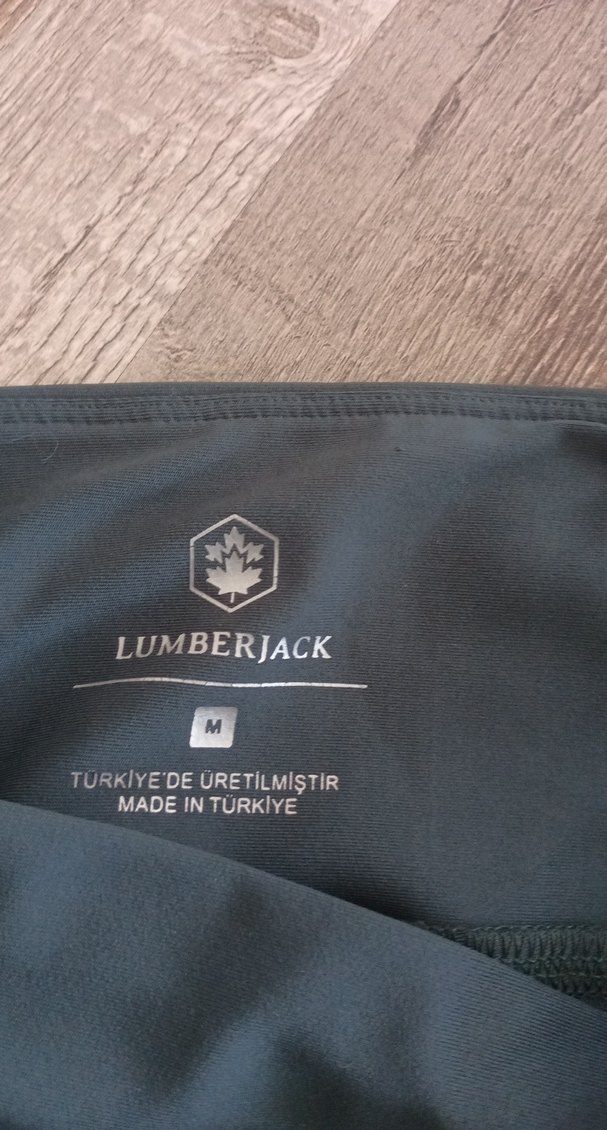 LUMBERJACK
M
TÜRKİYE'DE ÜRETİLMİŞTİR
MADE IN TÜRKİYE